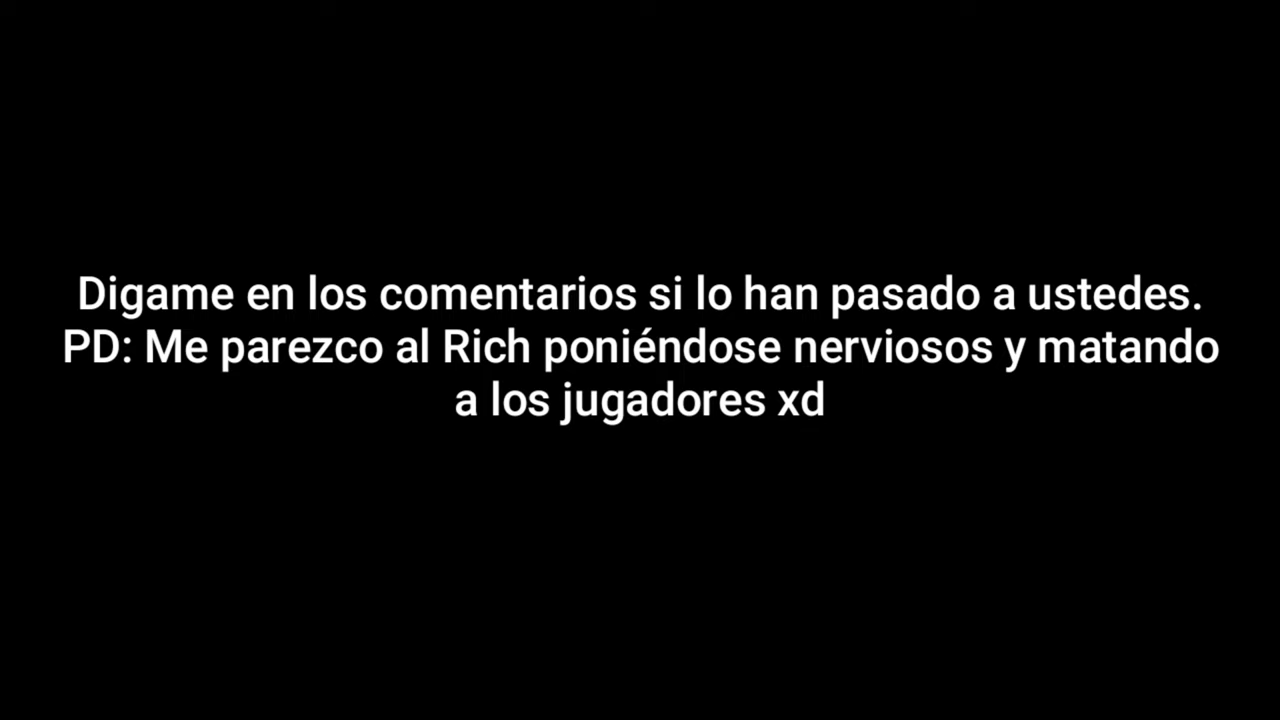 Digame en los comentarios si lo han pasado a ustedes.
PD: Me parezco al Rich poniéndose nerviosos y matando
a los jugadores xd